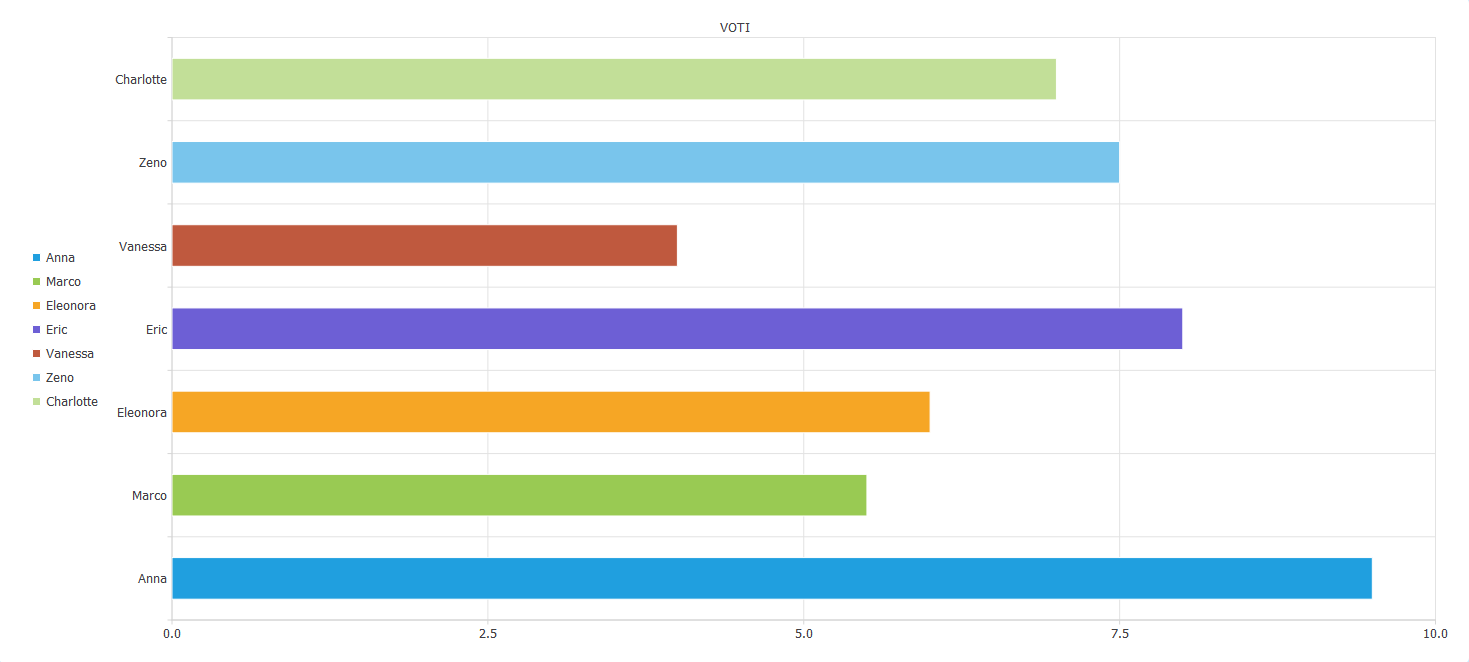 VOTI
Charlotte
Zeno
Vanessa
Eric
Eleonora
Marco
Anna
Anna
Marco
Eleonora
Eric
Vanessa
Zeno
Charlotte
0.0 2.5 5.0 7.5 10.0